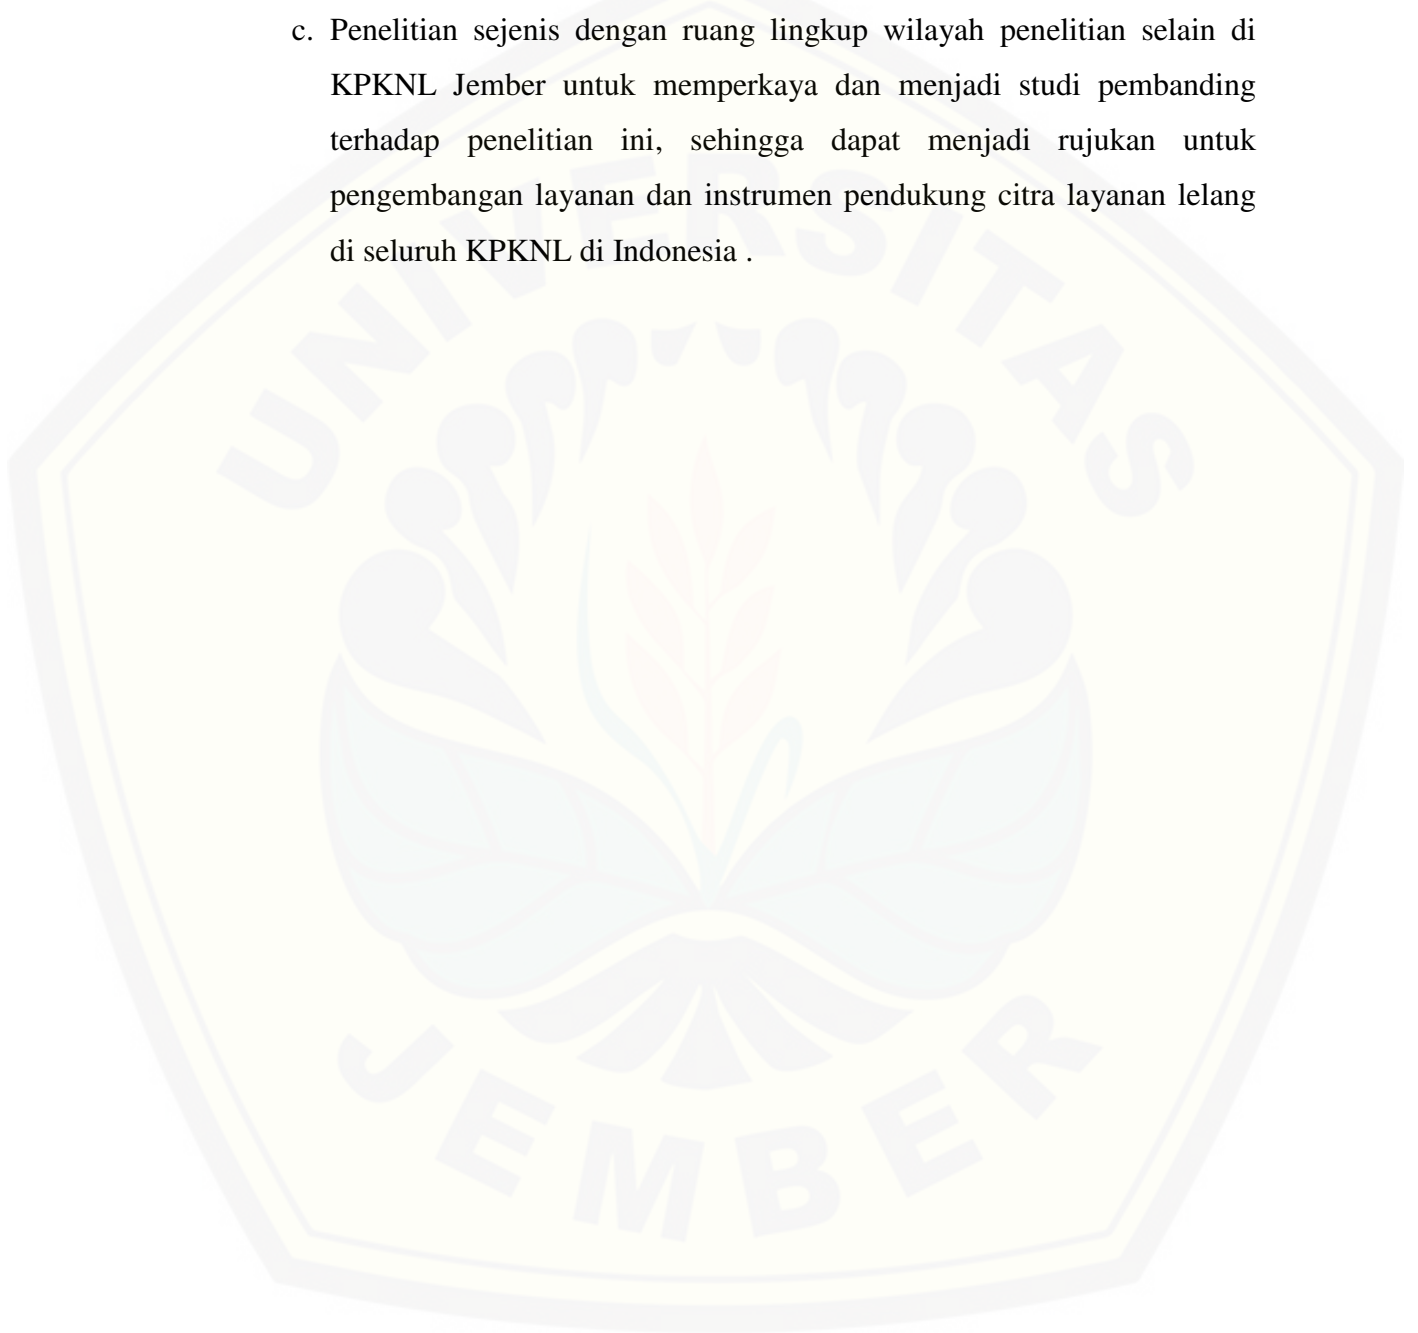 c. Penelitian sejenis dengan ruang lingkup wilayah penelitian selain di
KPKNL Jember untuk memperkaya dan menjadi studi pembanding
terhadap penelitian ini, sehingga dapat menjadi rujukan untuk
pengembangan layanan dan instrumen pendukung citra layanan lelang
di seluruh KPKNL di Indonesia .
UNIVERSITAS
JEMBER